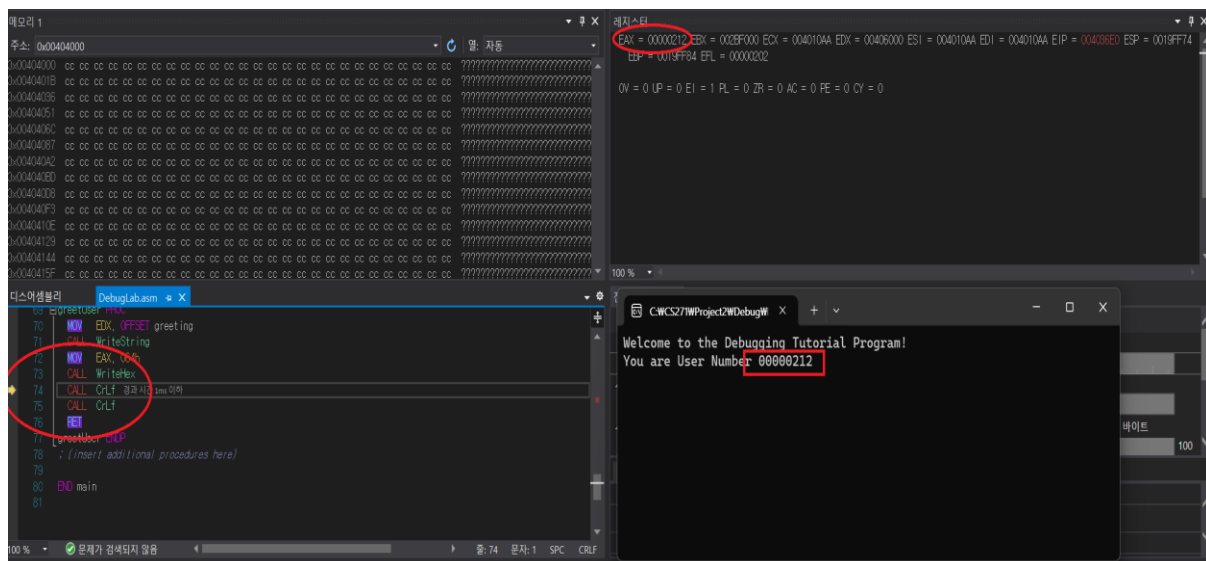 메모리 1
주소: 0x00404000 열: 자동
0x00404000 cc cc cc cc cc cc cc cc cc cc cc cc cc cc cc cc cc cc cc cc cc cc cc cc cc cc cc ???????????????????????????
0x0040401B cc cc cc cc cc cc cc cc cc cc cc cc cc cc cc cc cc cc cc cc cc cc cc cc cc cc cc ???????????????????????????
0x00404036 cc cc cc cc cc cc cc cc cc cc cc cc cc cc cc cc cc cc cc cc cc cc cc cc cc cc cc ???????????????????????????
0x00404051 cc cc cc cc cc cc cc cc cc cc cc cc cc cc cc cc cc cc cc cc cc cc cc cc cc cc cc ???????????????????????????
0x0040406C cc cc cc cc cc cc cc cc cc cc cc cc cc cc cc cc cc cc cc cc cc cc cc cc cc cc cc ???????????????????????????
0x00404087 cc cc cc cc cc cc cc cc cc cc cc cc cc cc cc cc cc cc cc cc cc cc cc cc cc cc cc ???????????????????????????
0x004040A2 cc cc cc cc cc cc cc cc cc cc cc cc cc cc cc cc cc cc cc cc cc cc cc cc cc cc cc ???????????????????????????
0x004040BD cc cc cc cc cc cc cc cc cc cc cc cc cc cc cc cc cc cc cc cc cc cc cc cc cc cc cc ???????????????????????????
0x004040D8 cc cc cc cc cc cc cc cc cc cc cc cc cc cc cc cc cc cc cc cc cc cc cc cc cc cc cc ???????????????????????????
0x004040F3 cc cc cc cc cc cc cc cc cc cc cc cc cc cc cc cc cc cc cc cc cc cc cc cc cc cc cc ???????????????????????????
0x0040410E cc cc cc cc cc cc cc cc cc cc cc cc cc cc cc cc cc cc cc cc cc cc cc cc cc cc cc ???????????????????????????
0x00404129 cc cc cc cc cc cc cc cc cc cc cc cc cc cc cc cc cc cc cc cc cc cc cc cc cc cc cc ???????????????????????????
0x00404144 cc cc cc cc cc cc cc cc cc cc cc cc cc cc cc cc cc cc cc cc cc cc cc cc cc cc cc ???????????????????????????
0x0040415F cc cc cc cc cc cc cc cc cc cc cc cc cc cc cc cc cc cc cc cc cc cc cc cc cc cc cc ???????????????????????????
레지스터
EAX = 00000212 EBX = 002BF000 ECX = 004010AA EDX = 00406000 ESI = 004010AA EDI = 004010AA EIP = 004036E0 ESP = 0019FF74
EBP = 0019FF84 EFL = 00000202
OV = 0 UP = 0 EI = 1 PL = 0 ZR = 0 AC = 0 PE = 0 CY = 0
100 %
디스어셈블리 DebugLab.asm
69 greetUser PROC
70 MOV EDX, OFFSET greeting
71 CALL WriteString
72 MOV EAX, 0C4h
73 CALL WriteHex
74 CALL CrLf 경과 시간 1ms 이하
75 CALL CrLf
76 RET
77 greetUser ENDP
78 ; (insert additional procedures here)
79
80 END main
81
100 % 문제가 검색되지 않음 줄: 74 문자: 1 SPC CRLF
C:₩CS271₩Project2₩Debug₩
Welcome to the Debugging Tutorial Program!
You are User Number 00000212
바이트
100